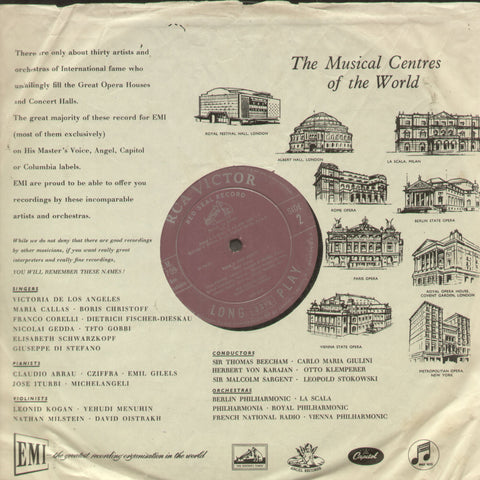 There are only about thirty artists and
orchestras of International fame who
unfailingly fill the Great Opera Houses
and Concert Halls.
The great majority of these record for EMI
(most of them exclusively)
on His Master's Voice, Angel, Capitol
or Columbia labels.
EMI are proud to be able to offer you
recordings by these incomparable
artists and orchestras.
While we do not deny that there are good recordings
by other musicians, if you want really great
interpreters and really fine recordings,
YOU WILL REMEMBER THESE NAMES!
SINGERS
VICTORIA DE LOS ANGELES
MARIA CALLAS · BORIS CHRISTOFF
FRANCO CORELLI · DIETRICH FISCHER-DIESKAU
NICOLAI GEDDA · TITO GOBBI
ELISABETH SCHWARZKOPF
GIUSEPPE DI STEFANO
PIANISTS
CLAUDIO ARRAU · CZIFFRA · EMIL GILELS
JOSE ITURBI · MICHELANGELI
VIOLINISTS
LEONID KOGAN · YEHUDI MENUHIN
NATHAN MILSTEIN · DAVID OISTRAKH
The Musical Centres
of the World
ROYAL FESTIVAL HALL, LONDON
ALBERT HALL, LONDON
LA SCALA, MILAN
ROME OPERA
BERLIN STATE OPERA
PARIS OPERA
ROYAL OPERA HOUSE,
COVENT GARDEN, LONDON
VIENNA STATE OPERA
METROPOLITAN OPERA,
NEW YORK
RCA VICTOR
RED SEAL RECORD
SIDE
2
LONG PLAY
CONDUCTORS
SIR THOMAS BEECHAM · CARLO MARIA GIULINI
HERBERT VON KARAJAN · OTTO KLEMPERER
SIR MALCOLM SARGENT · LEOPOLD STOKOWSKI
ORCHESTRAS
BERLIN PHILHARMONIC · LA SCALA
PHILHARMONIA · ROYAL PHILHARMONIC
FRENCH NATIONAL RADIO · VIENNA PHILHARMONIC
EMI the greatest recording organisation in the world
ANGEL RECORDS
Capitol